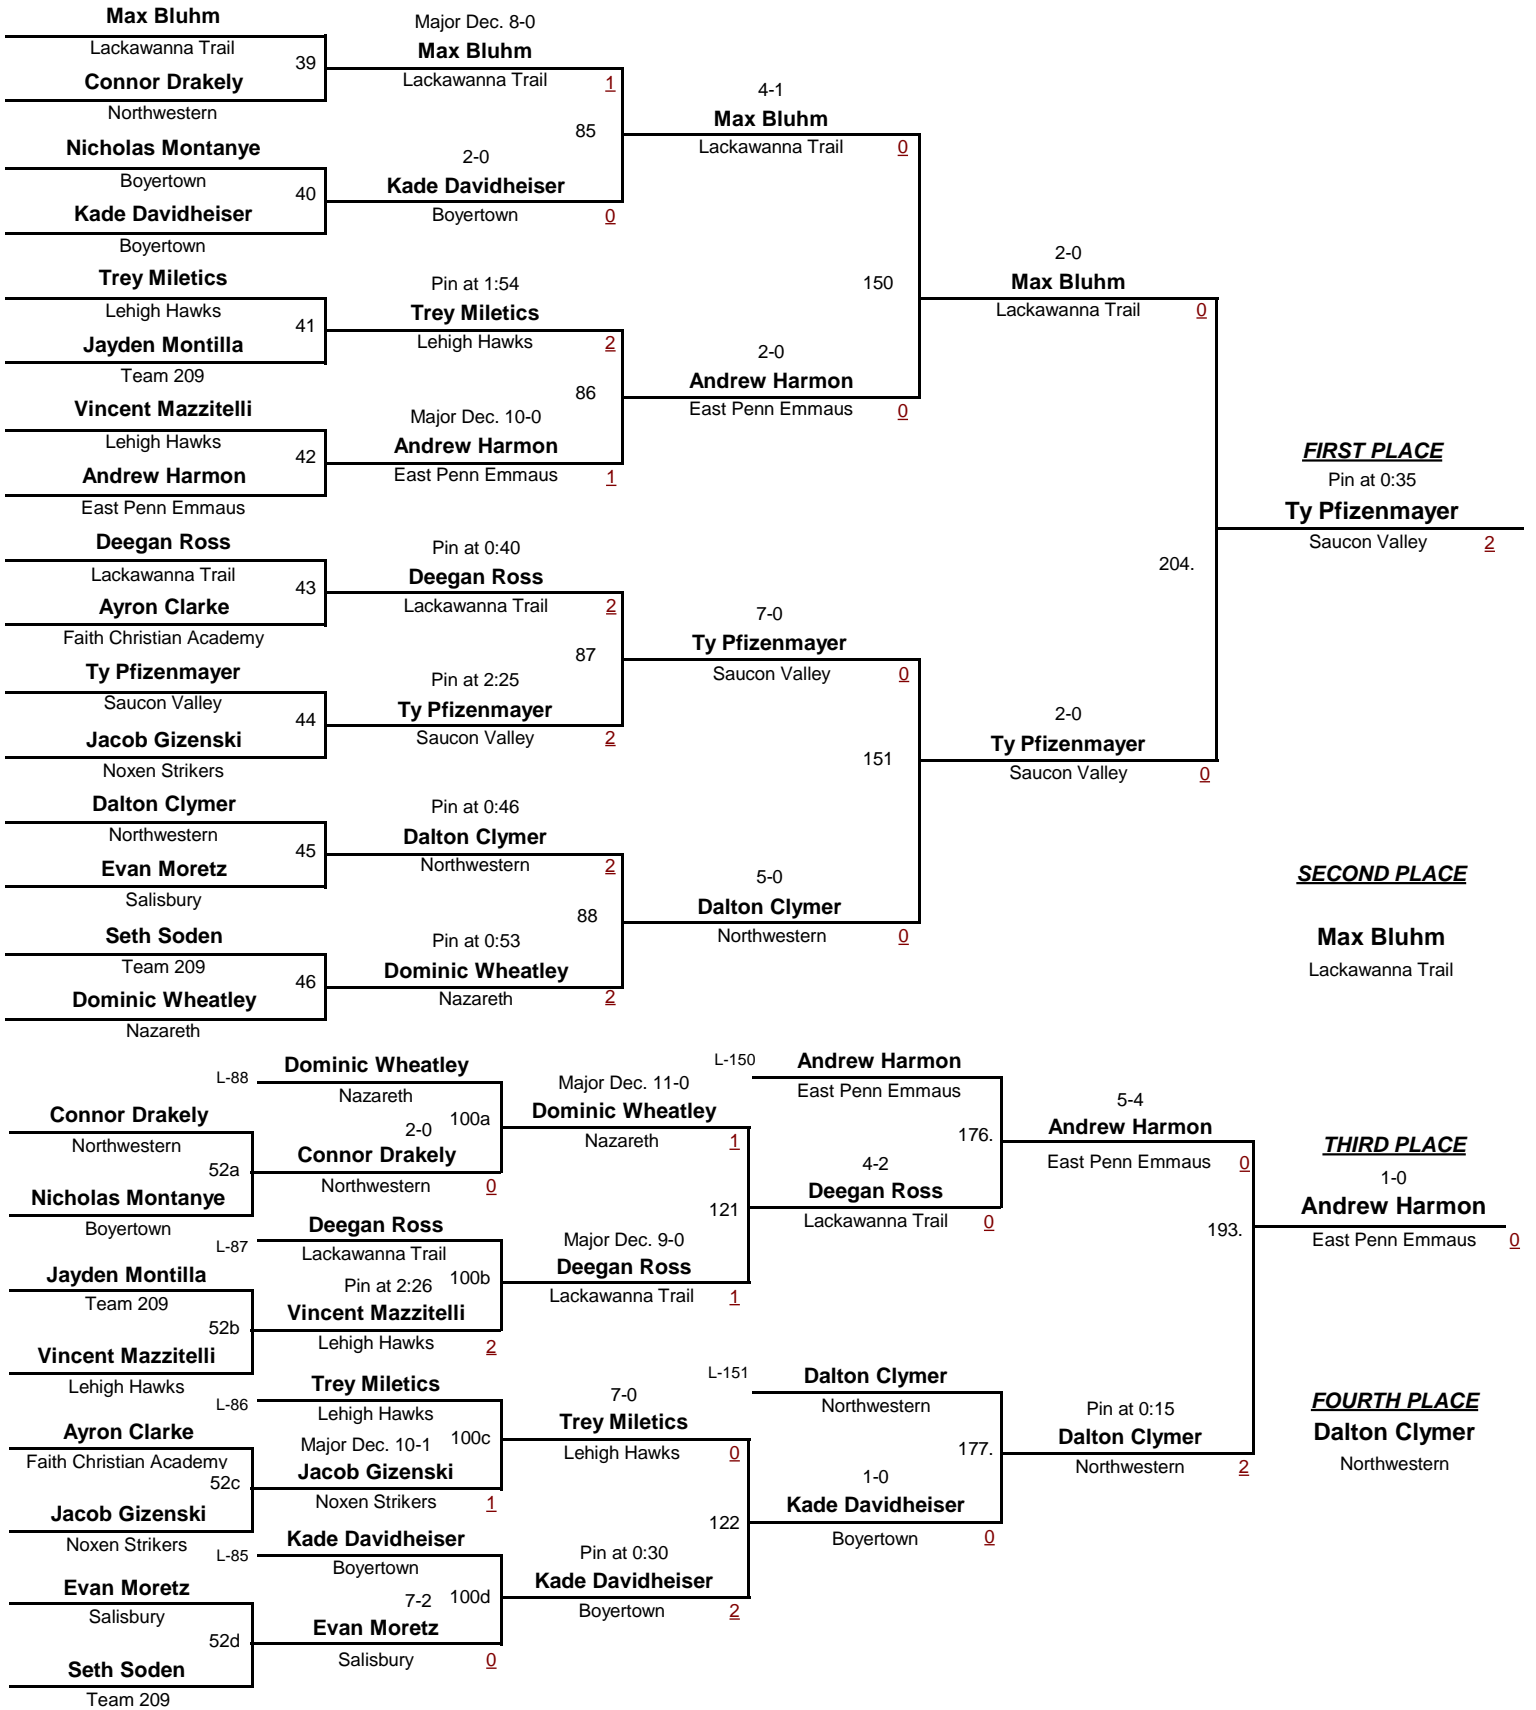 Max Bluhm
Lackawanna Trail
39
Connor Drakely
Northwestern
Nicholas Montanye
Boyertown
40
Kade Davidheiser
Boyertown
Trey Miletics
Lehigh Hawks
41
Jayden Montilla
Team 209
Vincent Mazzitelli
Lehigh Hawks
42
Andrew Harmon
East Penn Emmaus
Deegan Ross
Lackawanna Trail
43
Ayron Clarke
Faith Christian Academy
Ty Pfizenmayer
Saucon Valley
44
Jacob Gizenski
Noxen Strikers
Dalton Clymer
Northwestern
45
Evan Moretz
Salisbury
Seth Soden
Team 209
46
Dominic Wheatley
Nazareth
Major Dec. 8-0
Max Bluhm
Lackawanna Trail 1
85
2-0
Kade Davidheiser
Boyertown 0
Pin at 1:54
Trey Miletics
Lehigh Hawks 2
86
Major Dec. 10-0
Andrew Harmon
East Penn Emmaus 1
Pin at 0:40
Deegan Ross
Lackawanna Trail 2
87
Pin at 2:25
Ty Pfizenmayer
Saucon Valley 2
Pin at 0:46
Dalton Clymer
Northwestern 2
88
Pin at 0:53
Dominic Wheatley
Nazareth 2
4-1
Max Bluhm
Lackawanna Trail 0
150
2-0
Andrew Harmon
East Penn Emmaus 0
7-0
Ty Pfizenmayer
Saucon Valley 0
151
5-0
Dalton Clymer
Northwestern 0
2-0
Max Bluhm
Lackawanna Trail 0
204.
2-0
Ty Pfizenmayer
Saucon Valley 0
FIRST PLACE
Pin at 0:35
Ty Pfizenmayer
Saucon Valley 2
SECOND PLACE
Max Bluhm
Lackawanna Trail
Connor Drakely
Northwestern
52a
Nicholas Montanye
Boyertown
Jayden Montilla
Team 209
52b
Vincent Mazzitelli
Lehigh Hawks
Ayron Clarke
Faith Christian Academy
52c
Jacob Gizenski
Noxen Strikers
Evan Moretz
Salisbury
52d
Seth Soden
Team 209
L-88
Dominic Wheatley
Nazareth
100a
2-0
Connor Drakely
Northwestern 0
L-87
Deegan Ross
Lackawanna Trail
100b
Pin at 2:26
Vincent Mazzitelli
Lehigh Hawks 2
L-86
Trey Miletics
Lehigh Hawks
100c
Major Dec. 10-1
Jacob Gizenski
Noxen Strikers 1
L-85
Kade Davidheiser
Boyertown
100d
7-2
Evan Moretz
Salisbury 0
Major Dec. 11-0
Dominic Wheatley
Nazareth 1
121
Major Dec. 9-0
Deegan Ross
Lackawanna Trail 1
7-0
Trey Miletics
Lehigh Hawks 0
122
Pin at 0:30
Kade Davidheiser
Boyertown 2
L-150
Andrew Harmon
East Penn Emmaus
176.
4-2
Deegan Ross
Lackawanna Trail 0
L-151
Dalton Clymer
Northwestern
177.
1-0
Kade Davidheiser
Boyertown 0
5-4
Andrew Harmon
East Penn Emmaus 0
193.
Pin at 0:15
Dalton Clymer
Northwestern 2
THIRD PLACE
1-0
Andrew Harmon
East Penn Emmaus 0
FOURTH PLACE
Dalton Clymer
Northwestern